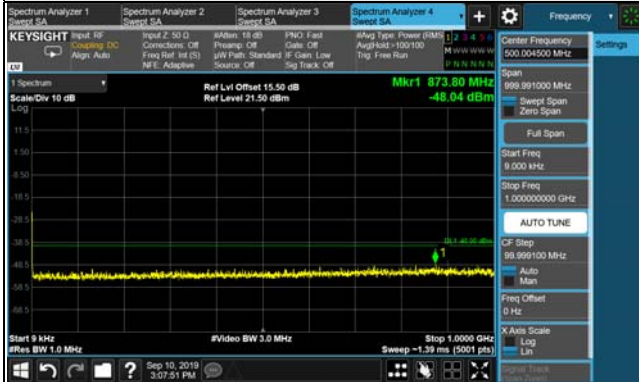 Spectrum Analyzer 1
Swept SA
Spectrum Analyzer 2
Swept SA
Spectrum Analyzer 3
Swept SA
Spectrum Analyzer 4
Swept SA
+
Frequency
KEYSIGHT
Input: RF
Coupling: DC
Align: Auto
Input Z: 50 Ω
Corrections: Off
Freq Ref: Int (S)
NFE: Adaptive
#Atten: 18 dB
Preamp: Off
µW Path: Standard
Source: Off
PNO: Fast
Gate: Off
IF Gain: Low
Sig Track: Off
#Avg Type: Power (RMS
Avg|Hold:>100/100
Trig: Free Run
1 2 3 4 5 6
M W W W W W
P N N N N N
LXI
1 Spectrum
Scale/Div 10 dB
Log
Ref Lvl Offset 15.50 dB
Ref Level 21.50 dBm
Mkr1 873.80 MHz
-48.04 dBm
11.5
1.50
-8.50
-18.5
-28.5
-38.5
-48.5
-58.5
-68.5
1
Start 9 kHz
#Res BW 1.0 MHz
#Video BW 3.0 MHz
Stop 1.0000 GHz
Sweep ~1.39 ms (5001 pts)
Sep 10, 2019
3:07:51 PM
?
Center Frequency
500.004500 MHz
Settings
Span
999.991000 MHz
Swept Span
Zero Span
Full Span
Start Freq
9.000 kHz
Stop Freq
1.000000000 GHz
AUTO TUNE
CF Step
99.999100 MHz
Auto
Man
Freq Offset
0 Hz
X Axis Scale
Log
Lin
Signal Track